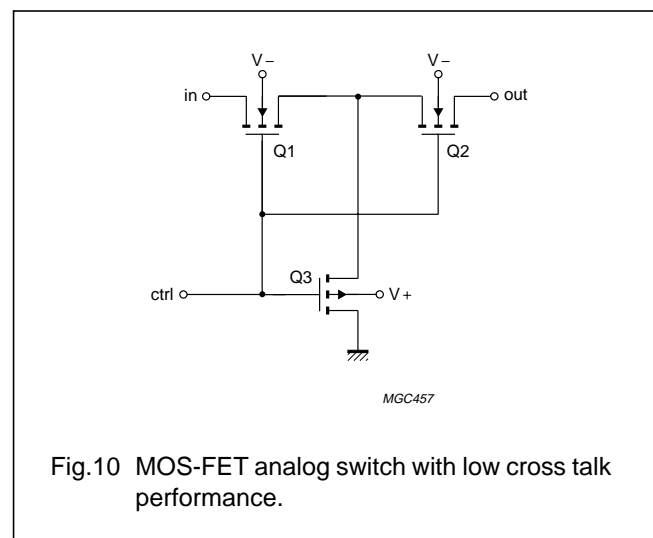 V− V−
in out
Q1 Q2
Q3
ctrl V+
MGC457
Fig.10 MOS-FET analog switch with low cross talk
performance.